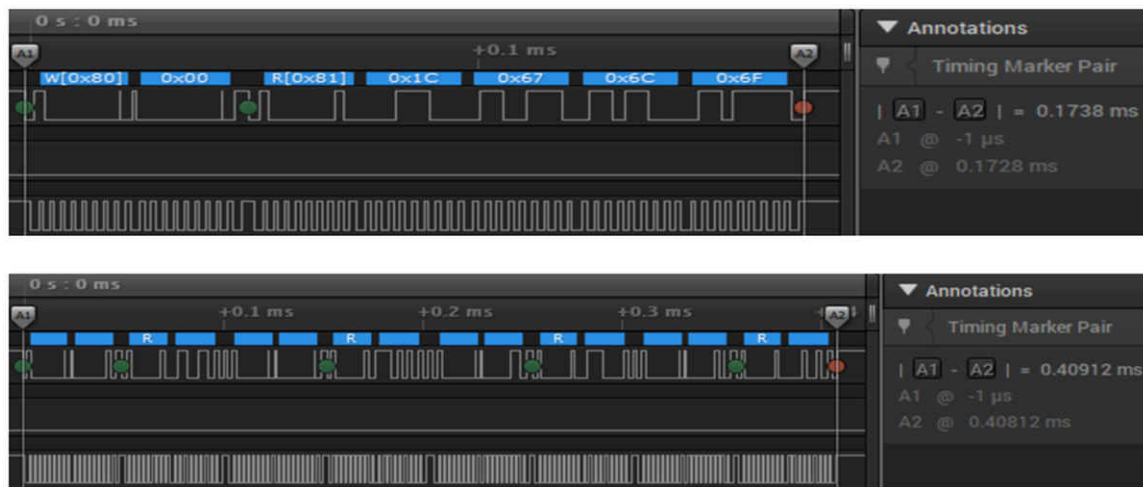 0 s : 0 ms
+0.1 ms
A1
A2
W[0x80] 0x00 R[0x81] 0x1C 0x67 0x6C 0x6F
Annotations
Timing Marker Pair
| A1 - A2 | = 0.1738 ms
A1 @ -1 µs
A2 @ 0.1728 ms
0 s : 0 ms
+0.1 ms +0.2 ms +0.3 ms
A1
A2
R R R R
Annotations
Timing Marker Pair
| A1 - A2 | = 0.40912 ms
A1 @ -1 µs
A2 @ 0.40812 ms